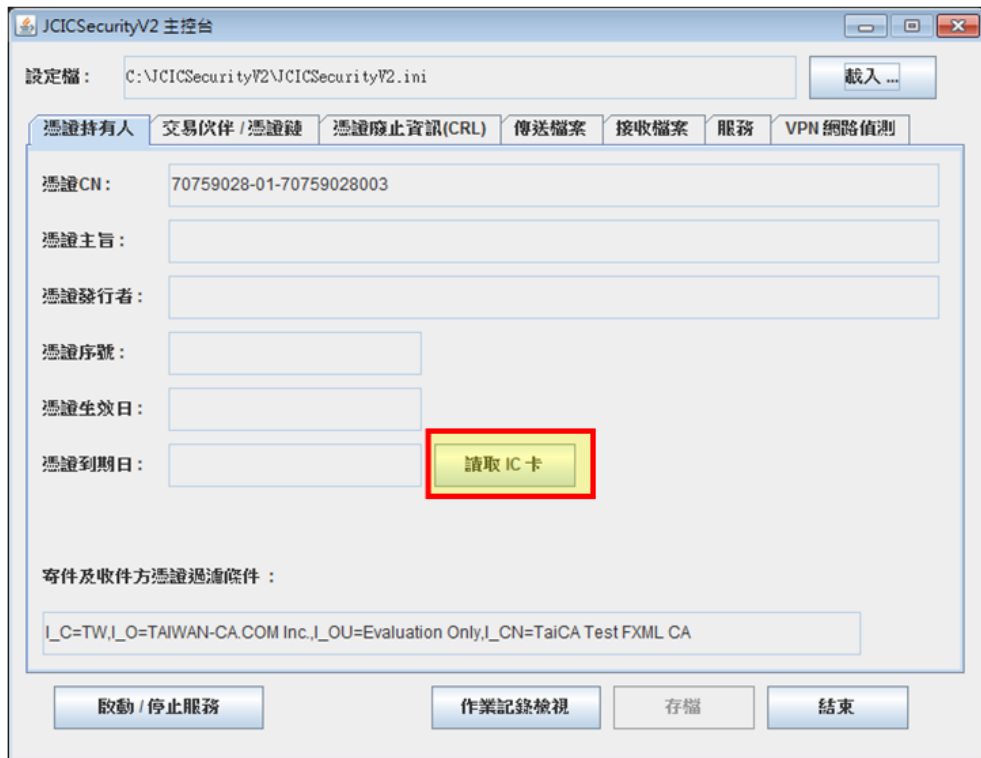 JCICSecurityV2 主控台
設定檔： C:\JCICSecurityV2\JCICSecurityV2.ini 載入 ...
憑證持有人 交易伙伴 / 憑證鏈 憑證廢止資訊(CRL) 傳送檔案 接收檔案 服務 VPN 網路偵測
憑證CN： 70759028-01-70759028003
憑證主旨：
憑證發行者：
憑證序號：
憑證生效日：
憑證到期日： 讀取 IC 卡
寄件及收件方憑證過濾條件 ：
I_C=TW,I_O=TAIWAN-CA.COM Inc.,I_OU=Evaluation Only,I_CN=TaiCA Test FXML CA
啟動 / 停止服務 作業記錄檢視 存檔 結束